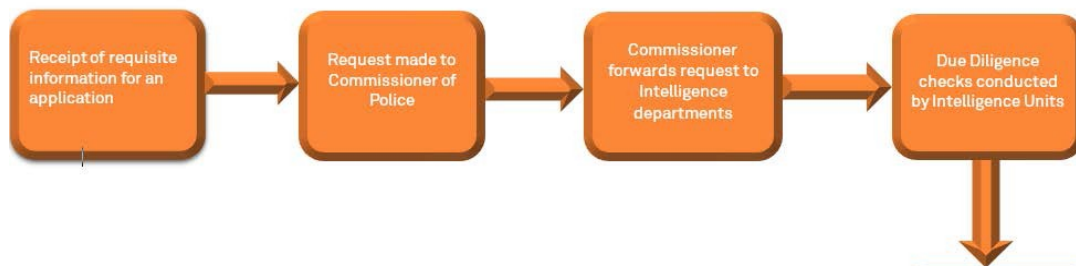 Receipt of requisite
information for an
application
Request made to
Commissioner of
Police
Commissioner
forwards request to
Intelligence
departments
Due Diligence
checks conducted
by Intelligence Units